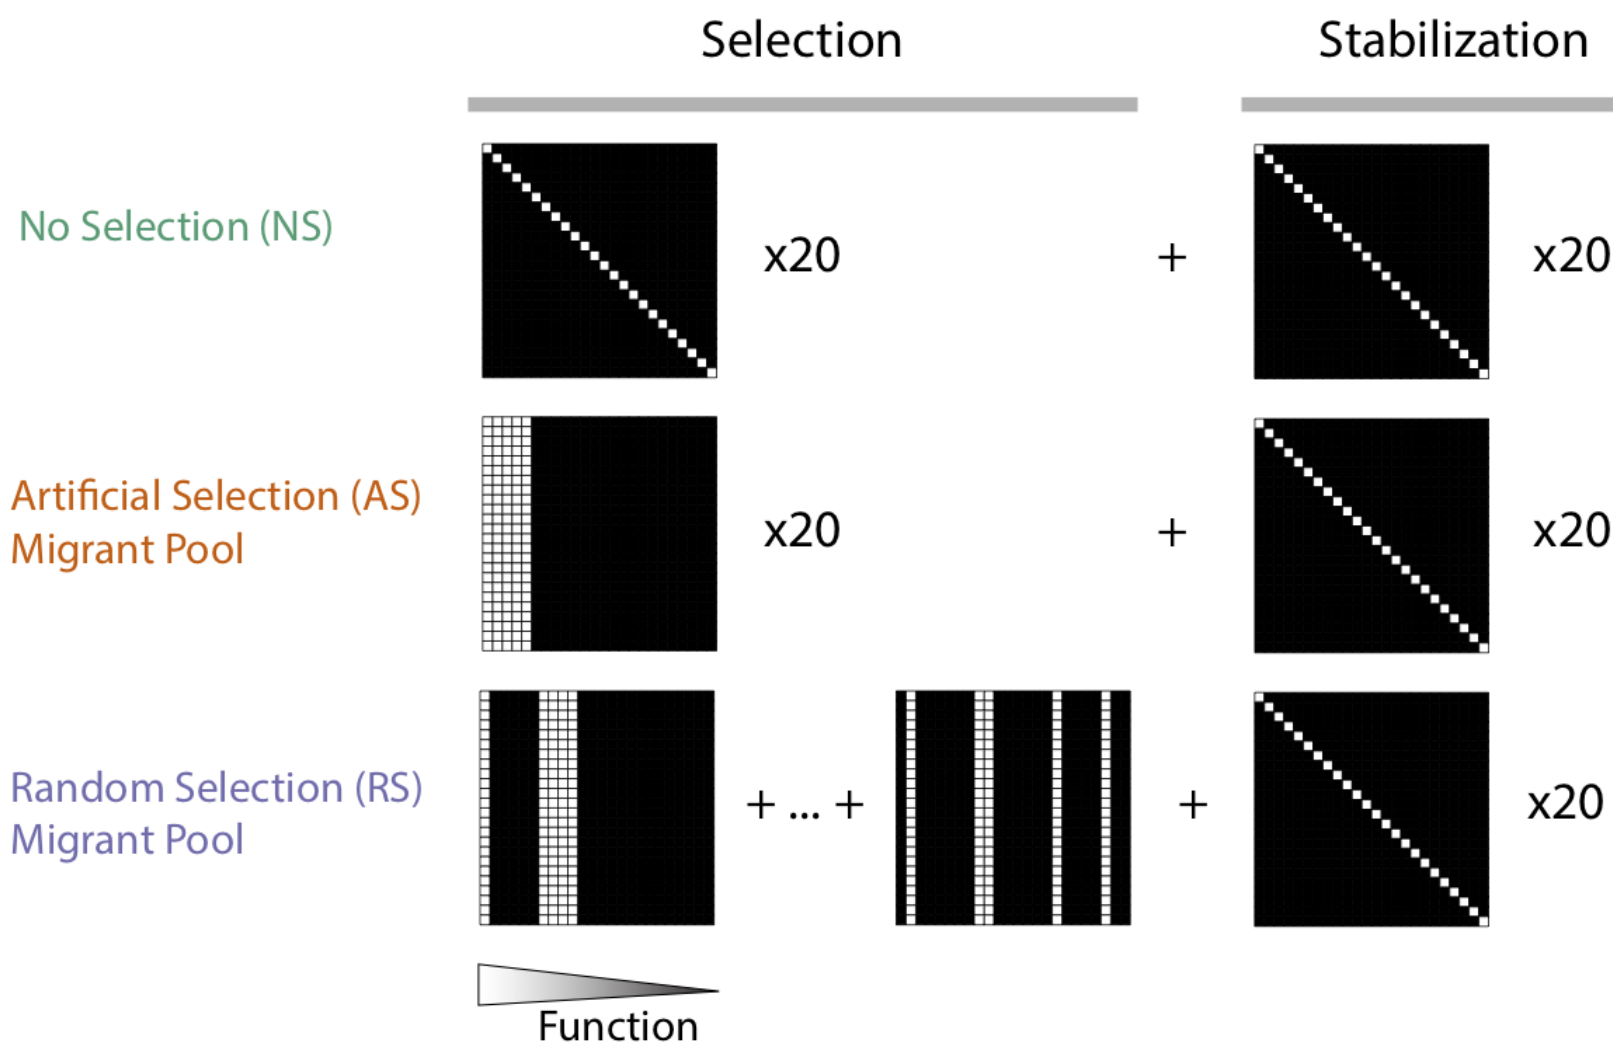 Selection
Stabilization
No Selection (NS)
x20
+
x20
Artificial Selection (AS)
Migrant Pool
x20
+
x20
Random Selection (RS)
Migrant Pool
+ ... +
+
x20
Function